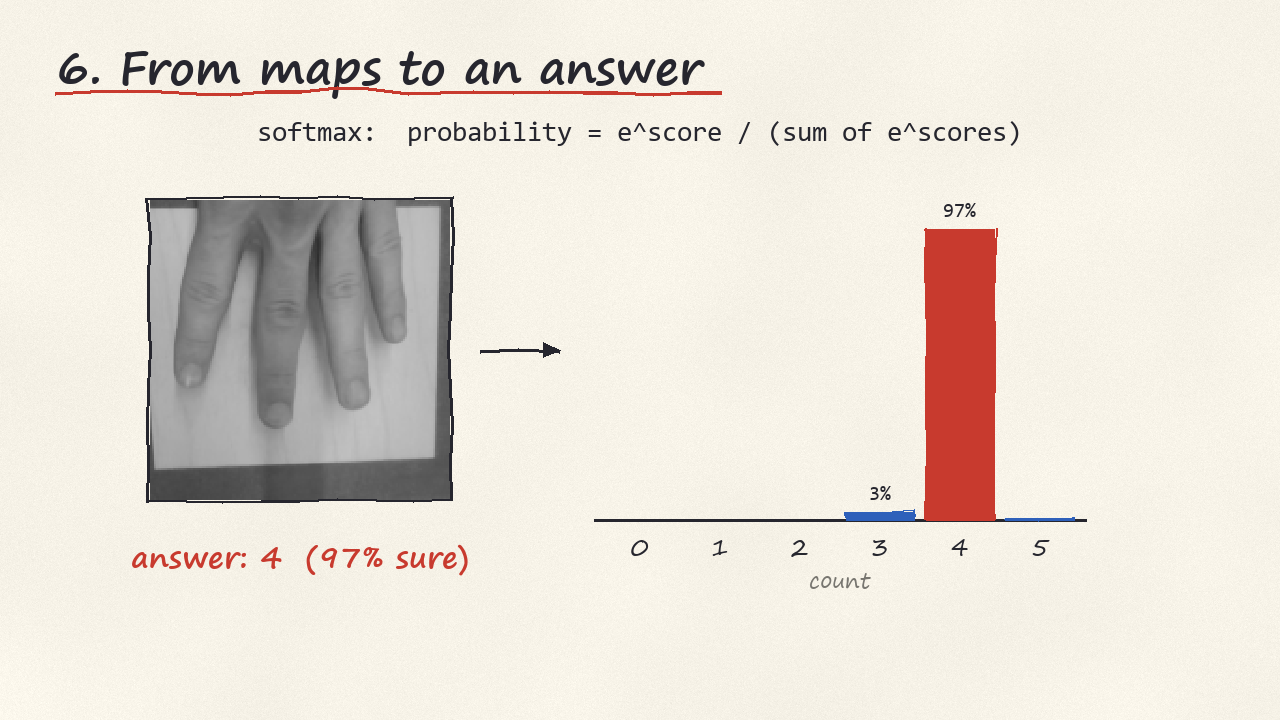 6. From maps to an answer
softmax:  probability = e^score / (sum of e^scores)
97%
3%
answer: 4  (97% sure)
0 1 2 3 4 5
count